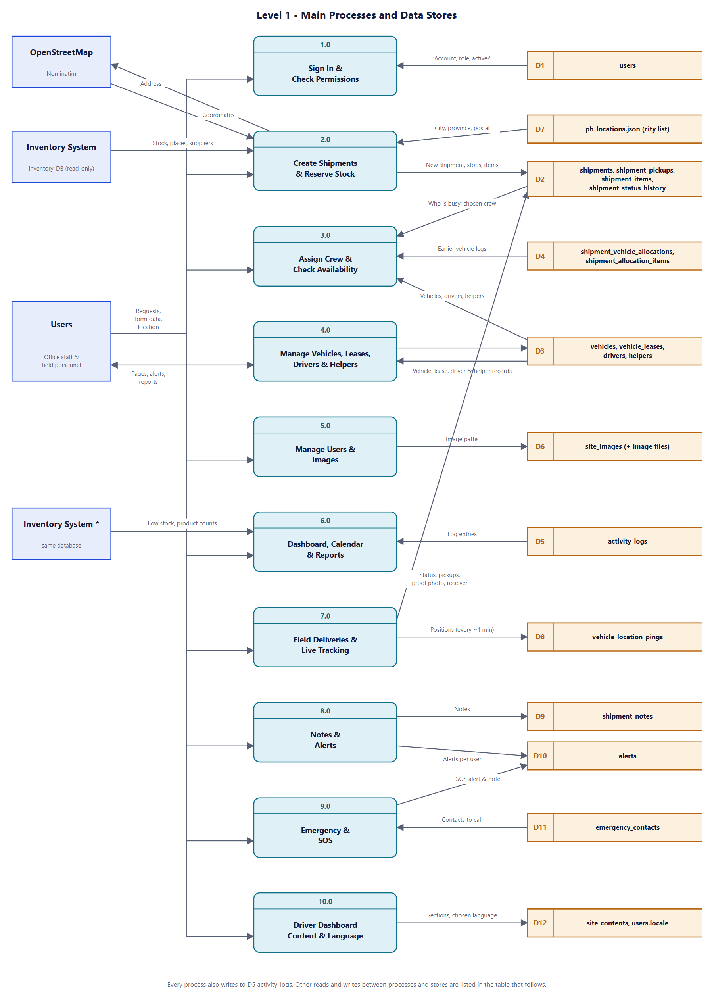 Level 1 - Main Processes and Data Stores
OpenStreetMap
Nominatim
Address
Coordinates
1.0
Sign In &
Check Permissions
Account, role, active?
D1
users
Inventory System
inventory_DB (read-only)
Stock, places, suppliers
2.0
Create Shipments
& Reserve Stock
City, province, postal
D7
ph_locations.json (city list)
New shipment, stops, items
D2
shipments, shipment_pickups,
shipment_items,
shipment_status_history
Who is busy; chosen crew
3.0
Assign Crew &
Check Availability
Earlier vehicle legs
D4
shipment_vehicle_allocations,
shipment_allocation_items
Vehicles, drivers, helpers
Users
Office staff &
field personnel
Requests,
form data,
location
Pages, alerts,
reports
4.0
Manage Vehicles, Leases,
Drivers & Helpers
D3
vehicles, vehicle_leases,
drivers, helpers
Vehicle, lease, driver & helper records
5.0
Manage Users &
Images
Image paths
D6
site_images (+ image files)
Inventory System *
same database
Low stock, product counts
6.0
Dashboard, Calendar
& Reports
Log entries
D5
activity_logs
Status, pickups,
proof photo, receiver
7.0
Field Deliveries &
Live Tracking
Positions (every ~1 min)
D8
vehicle_location_pings
8.0
Notes &
Alerts
Notes
D9
shipment_notes
Alerts per user
D10
alerts
SOS alert & note
9.0
Emergency &
SOS
Contacts to call
D11
emergency_contacts
10.0
Driver Dashboard
Content & Language
Sections, chosen language
D12
site_contents, users.locale
Every process also writes to D5 activity_logs. Other reads and writes between processes and stores are listed in the table that follows.